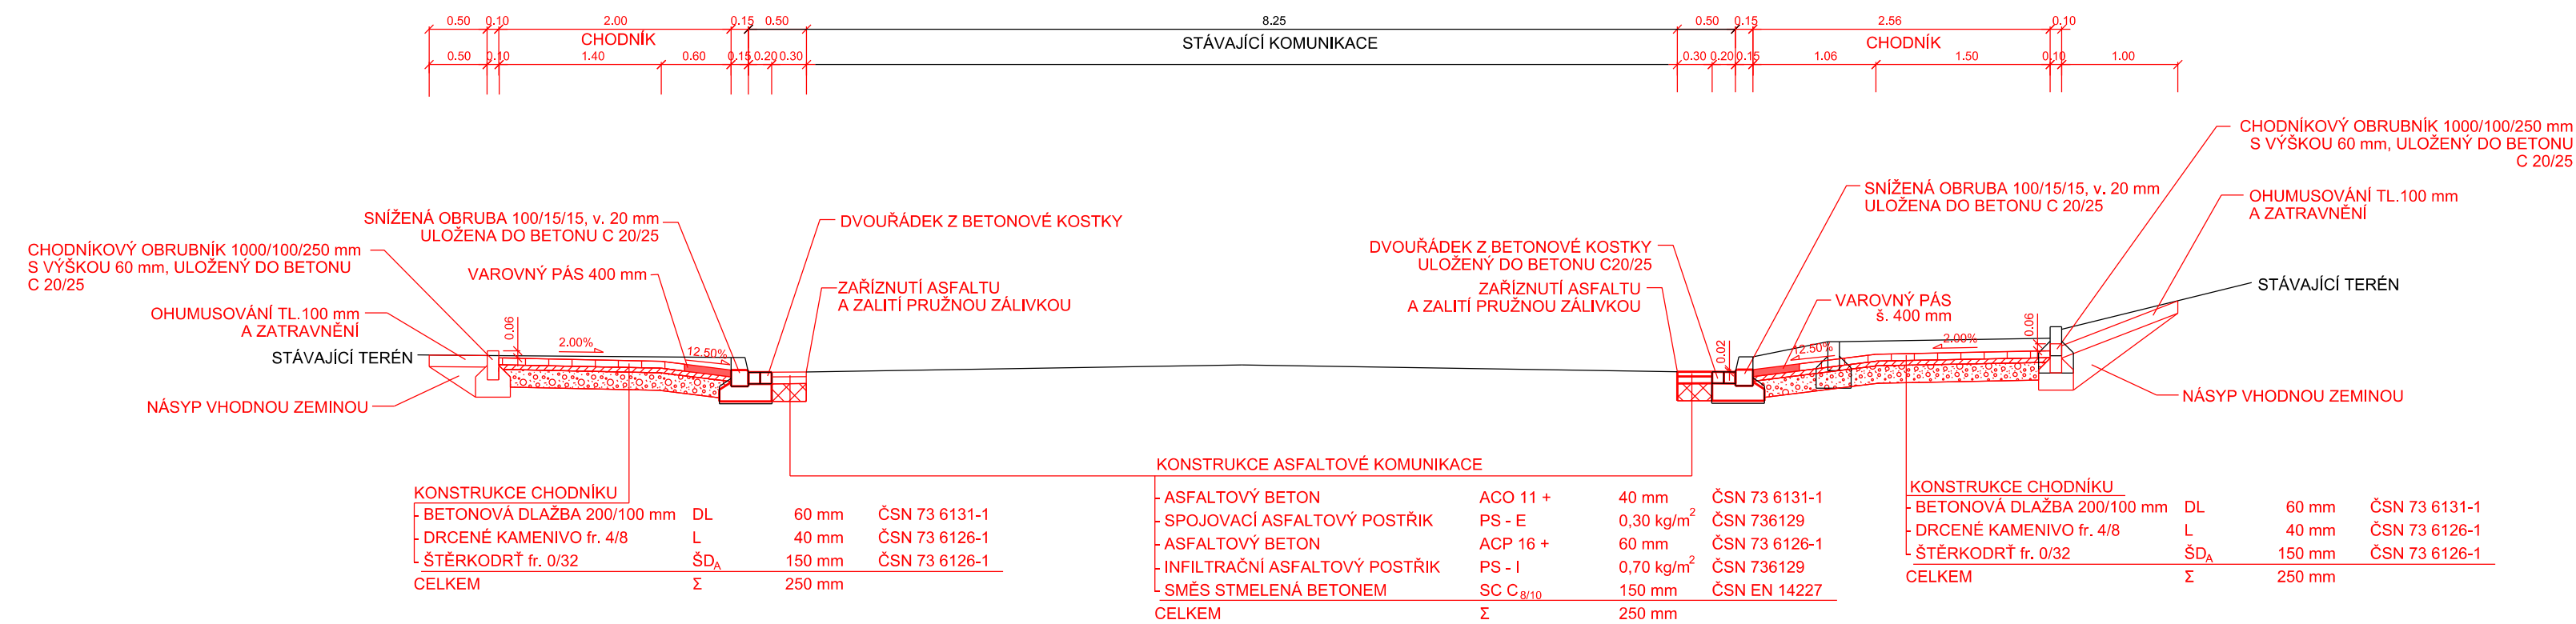 0.50 0.10 2.00 0.15 0.50 8.25 0.50 0.15 2.56 0.10
CHODNÍK STÁVAJÍCÍ KOMUNIKACE CHODNÍK
0.50 0.10 1.40 0.60 0.15 0.20 0.30 0.30 0.20 0.15 1.06 1.50 0.10 1.00
SNÍŽENÁ OBRUBA 100/15/15, v. 20 mm
ULOŽENA DO BETONU C 20/25
DVOUŘÁDEK Z BETONOVÉ KOSTKY
CHODNÍKOVÝ OBRUBNÍK 1000/100/250 mm
S VÝŠKOU 60 mm, ULOŽENÝ DO BETONU
C 20/25
VAROVNÝ PÁS 400 mm
ZAŘÍZNUTÍ ASFALTU
A ZALITÍ PRUŽNOU ZÁLIVKOU
OHUMUSOVÁNÍ TL.100 mm
A ZATRAVNĚNÍ
STÁVAJÍCÍ TERÉN
0.06
2.00%
12.50%
NÁSYP VHODNOU ZEMINOU
CHODNÍKOVÝ OBRUBNÍK 1000/100/250 mm
S VÝŠKOU 60 mm, ULOŽENÝ DO BETONU
C 20/25
SNÍŽENÁ OBRUBA 100/15/15, v. 20 mm
ULOŽENA DO BETONU C 20/25
OHUMUSOVÁNÍ TL.100 mm
A ZATRAVNĚNÍ
DVOUŘÁDEK Z BETONOVÉ KOSTKY
ULOŽENÝ DO BETONU C20/25
ZAŘÍZNUTÍ ASFALTU
A ZALITÍ PRUŽNOU ZÁLIVKOU
STÁVAJÍCÍ TERÉN
VAROVNÝ PÁS
š. 400 mm
0.02
12.50%
2.00%
0.06
NÁSYP VHODNOU ZEMINOU
KONSTRUKCE CHODNÍKU
BETONOVÁ DLAŽBA 200/100 mm DL 60 mm ČSN 73 6131-1
DRCENÉ KAMENIVO fr. 4/8 L 40 mm ČSN 73 6126-1
ŠTĚRKODRŤ fr. 0/32 ŠDA 150 mm ČSN 73 6126-1
CELKEM Σ 250 mm
KONSTRUKCE ASFALTOVÉ KOMUNIKACE
ASFALTOVÝ BETON ACO 11 + 40 mm ČSN 73 6131-1
SPOJOVACÍ ASFALTOVÝ POSTŘIK PS - E 0,30 kg/m2 ČSN 736129
ASFALTOVÝ BETON ACP 16 + 60 mm ČSN 73 6126-1
INFILTRAČNÍ ASFALTOVÝ POSTŘIK PS - I 0,70 kg/m2 ČSN 736129
SMĚS STMELENÁ BETONEM SC C8/10 150 mm ČSN EN 14227
CELKEM Σ 250 mm
KONSTRUKCE CHODNÍKU
BETONOVÁ DLAŽBA 200/100 mm DL 60 mm ČSN 73 6131-1
DRCENÉ KAMENIVO fr. 4/8 L 40 mm ČSN 73 6126-1
ŠTĚRKODRŤ fr. 0/32 ŠDA 150 mm ČSN 73 6126-1
CELKEM Σ 250 mm